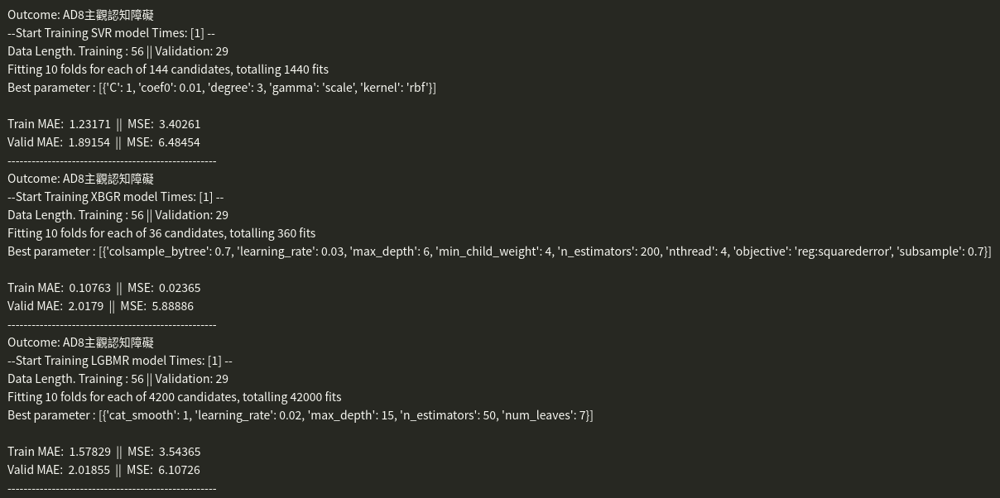 Outcome: AD8主觀認知障礙
--Start Training SVR model Times: [1] --
Data Length. Training : 56 || Validation: 29
Fitting 10 folds for each of 144 candidates, totalling 1440 fits
Best parameter : [{'C': 1, 'coef0': 0.01, 'degree': 3, 'gamma': 'scale', 'kernel': 'rbf'}]
Train MAE:  1.23171  ||  MSE:  3.40261
Valid MAE:  1.89154  ||  MSE:  6.48454
-----------------------------------------------------
Outcome: AD8主觀認知障礙
--Start Training XBGR model Times: [1] --
Data Length. Training : 56 || Validation: 29
Fitting 10 folds for each of 36 candidates, totalling 360 fits
Best parameter : [{'colsample_bytree': 0.7, 'learning_rate': 0.03, 'max_depth': 6, 'min_child_weight': 4, 'n_estimators': 200, 'nthread': 4, 'objective': 'reg:squarederror', 'subsample': 0.7}]
Train MAE:  0.10763  ||  MSE:  0.02365
Valid MAE:  2.0179  ||  MSE:  5.88886
-----------------------------------------------------
Outcome: AD8主觀認知障礙
--Start Training LGBMR model Times: [1] --
Data Length. Training : 56 || Validation: 29
Fitting 10 folds for each of 4200 candidates, totalling 42000 fits
Best parameter : [{'cat_smooth': 1, 'learning_rate': 0.02, 'max_depth': 15, 'n_estimators': 50, 'num_leaves': 7}]
Train MAE:  1.57829  ||  MSE:  3.54365
Valid MAE:  2.01855  ||  MSE:  6.10726
-----------------------------------------------------